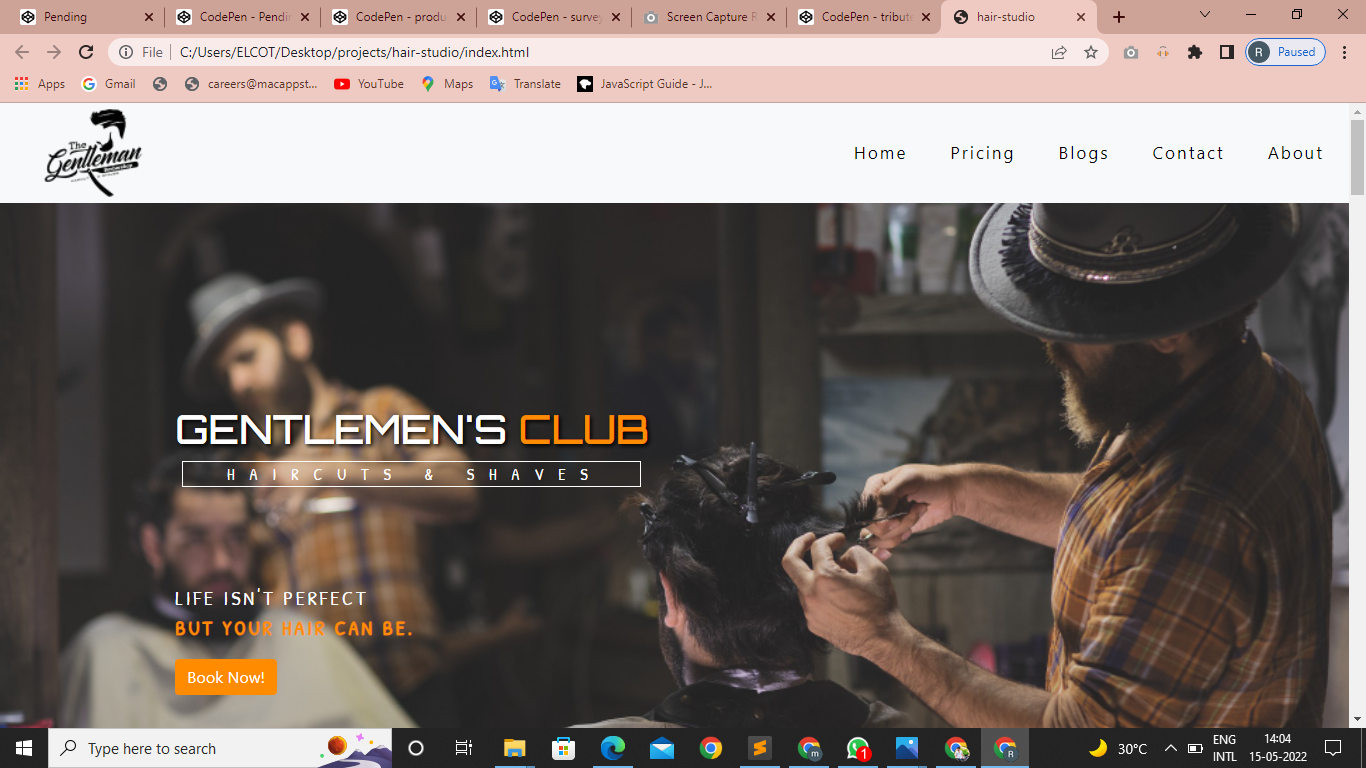 Pending
CodePen - Pendin
CodePen - produ
CodePen - surve
Screen Capture R
CodePen - tribute
hair-studio
File
C:/Users/ELCOT/Desktop/projects/hair-studio/index.html
R Paused
Apps
Gmail
careers@macappst...
YouTube
Maps
Translate
JavaScript Guide - J...
The
Gentleman
Home
Pricing
Blogs
Contact
About
GENTLEMEN'S CLUB
HAIRCUTS & SHAVES
LIFE ISN'T PERFECT
BUT YOUR HAIR CAN BE.
Book Now!
Type here to search
m
1
R
30°C
ENG
INTL
14:04
15-05-2022